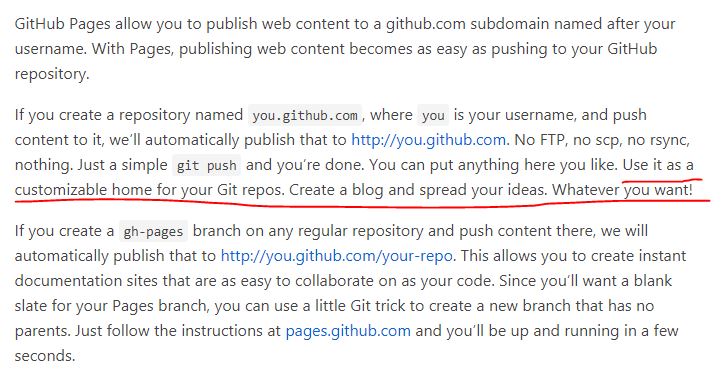 GitHub Pages allow you to publish web content to a github.com subdomain named after your
username. With Pages, publishing web content becomes as easy as pushing to your GitHub
repository.
If you create a repository named you.github.com, where you is your username, and push
content to it, we’ll automatically publish that to http://you.github.com. No FTP, no scp, no rsync,
nothing. Just a simple git push and you’re done. You can put anything here you like. Use it as a
customizable home for your Git repos. Create a blog and spread your ideas. Whatever you want!
If you create a gh-pages branch on any regular repository and push content there, we will
automatically publish that to http://you.github.com/your-repo. This allows you to create instant
documentation sites that are as easy to collaborate on as your code. Since you’ll want a blank
slate for your Pages branch, you can use a little Git trick to create a new branch that has no
parents. Just follow the instructions at pages.github.com and you’ll be up and running in a few
seconds.